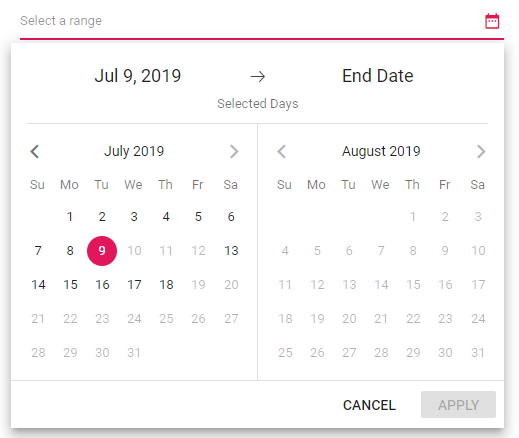 Select a range
Jul 9, 2019 → End Date
Selected Days
July 2019
Su Mo Tu We Th Fr Sa
1 2 3 4 5 6
7 8 9 10 11 12 13
14 15 16 17 18 19 20
21 22 23 24 25 26 27
28 29 30 31
August 2019
Su Mo Tu We Th Fr Sa
1 2 3
4 5 6 7 8 9 10
11 12 13 14 15 16 17
18 19 20 21 22 23 24
25 26 27 28 29 30 31
CANCEL APPLY